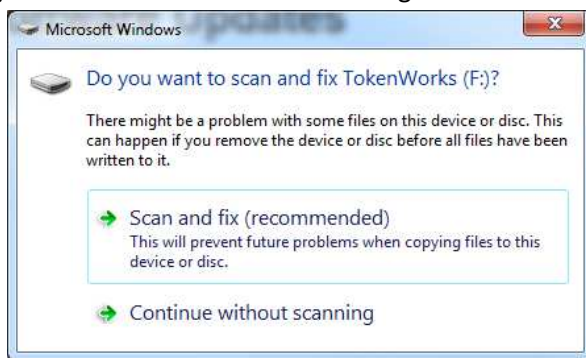 Microsoft Windows
Do you want to scan and fix TokenWorks (F:)?
There might be a problem with some files on this device or disc. This
can happen if you remove the device or disc before all files have been
written to it.
Scan and fix (recommended)
This will prevent future problems when copying files to this
device or disc.
Continue without scanning